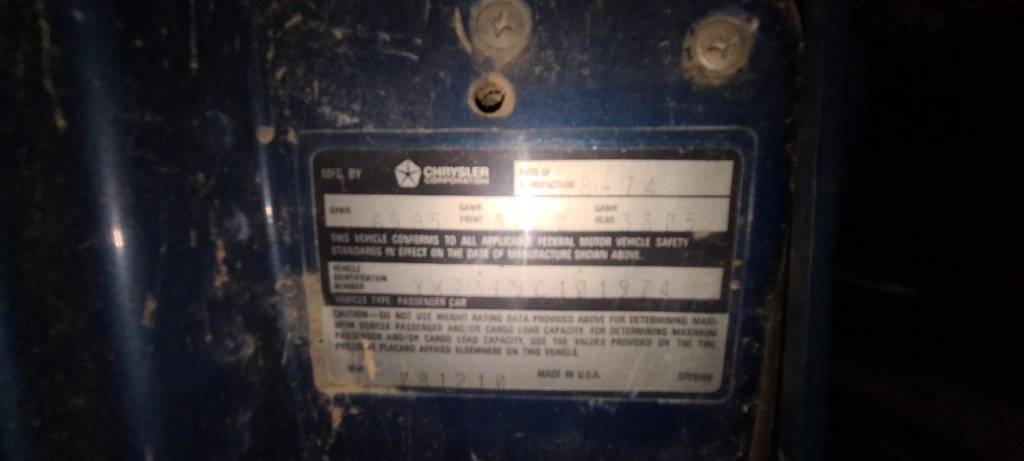 MFG BY CHRYSLER CORPORATION
DATE OF MANUFACTURE 74
GVWR
GAWR FRONT
GAWR REAR
THIS VEHICLE CONFORMS TO ALL APPLICABLE FEDERAL MOTOR VEHICLE SAFETY
STANDARDS IN EFFECT ON THE DATE OF MANUFACTURE SHOWN ABOVE.
VEHICLE
IDENTIFICATION
NUMBER
VEHICLE TYPE: PASSENGER CAR
CAUTION—DO NOT USE WEIGHT RATING DATA PROVIDED ABOVE FOR DETERMINING MAXI-
MUM VEHICLE PASSENGER AND/OR CARGO LOAD CAPACITY. FOR DETERMINING MAXIMUM
PASSENGER AND/OR CARGO LOAD CAPACITY, USE THE VALUES PROVIDED ON THE TIRE
PRESSURE PLACARD AFFIXED ELSEWHERE ON THIS VEHICLE.
MADE IN U.S.A.